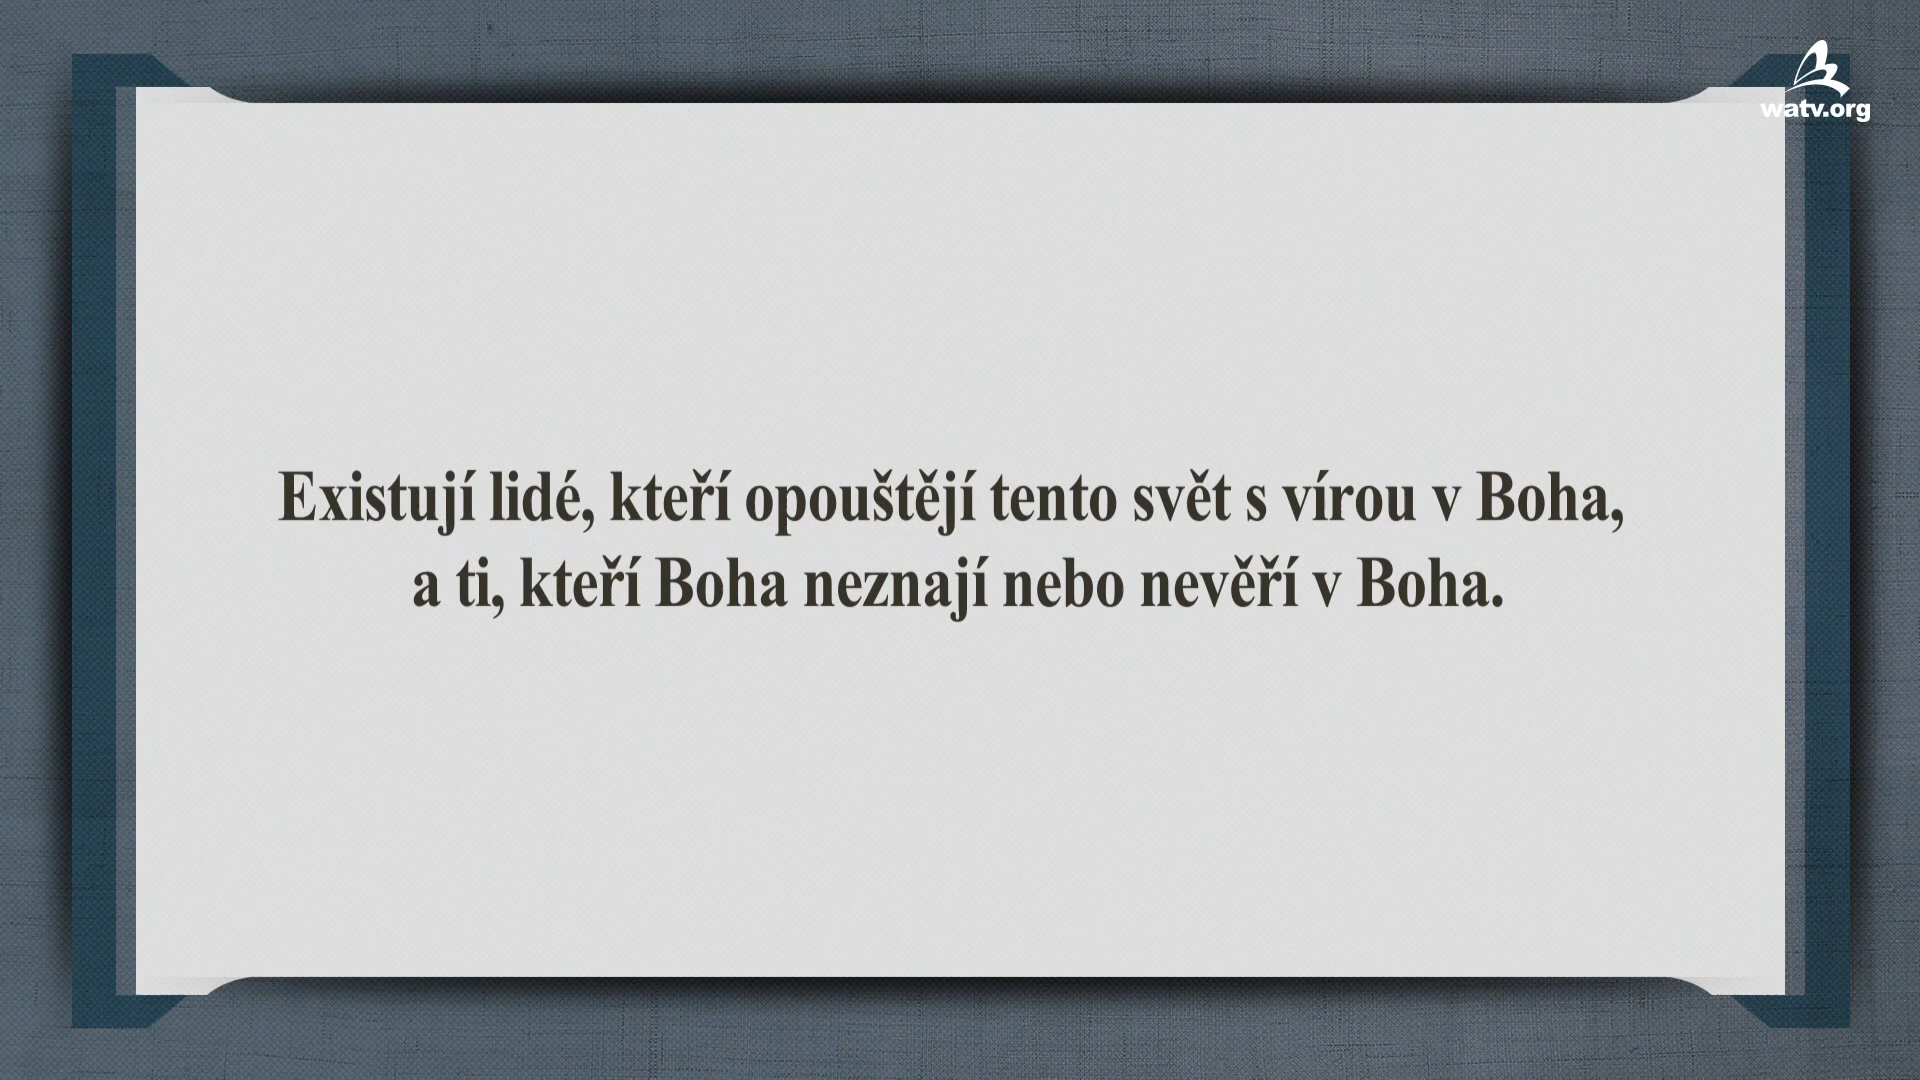 watv.org
Existují lidé, kteří opouštějí tento svět s vírou v Boha,
a ti, kteří Boha neznají nebo nevěří v Boha.